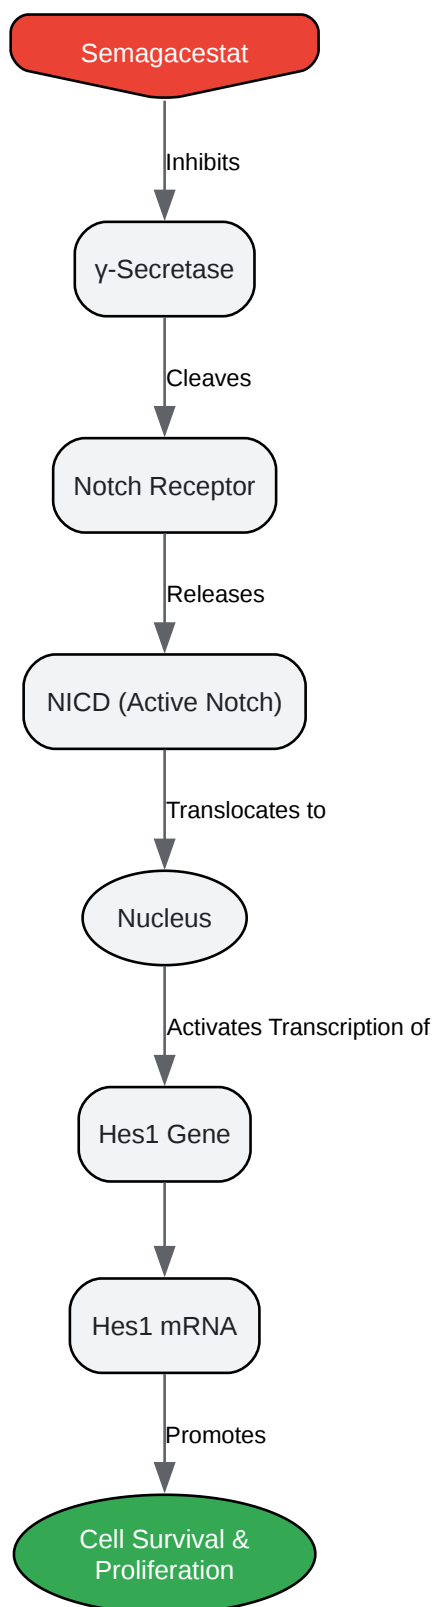 Semagacestat
Inhibits
γ-Secretase
Cleaves
Notch Receptor
Releases
NICD (Active Notch)
Translocates to
Nucleus
Activates Transcription of
Hes1 Gene
Hes1 mRNA
Promotes
Cell Survival &
Proliferation